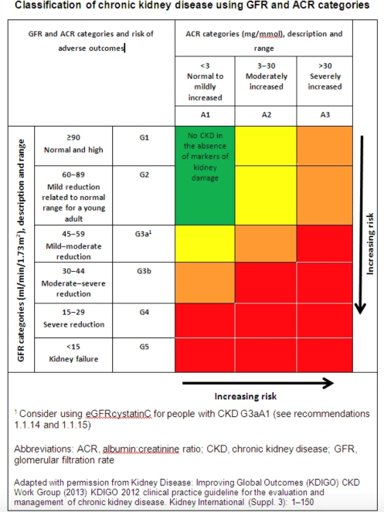 Classification of chronic kidney disease using GFR and ACR categories
GFR and ACR categories and risk of
adverse outcomes
ACR categories (mg/mmol), description and
range
<3
Normal to
mildly
increased
3–30
Moderately
increased
>30
Severely
increased
A1
A2
A3
GFR categories (ml/min/1.73m²), description and range
≥90
Normal and high
G1
No CKD in
the absence
of markers of
kidney
damage
60–89
Mild reduction
related to normal
range for a young
adult
G2
45–59
Mild–moderate
reduction
G3a¹
30–44
Moderate–severe
reduction
G3b
15–29
Severe reduction
G4
<15
Kidney failure
G5
Increasing risk
Increasing risk
¹ Consider using eGFRcystatinC for people with CKD G3aA1 (see recommendations
1.1.14 and 1.1.15)
Abbreviations: ACR, albumin:creatinine ratio; CKD, chronic kidney disease; GFR,
glomerular filtration rate
Adapted with permission from Kidney Disease: Improving Global Outcomes (KDIGO) CKD
Work Group (2013) KDIGO 2012 clinical practice guideline for the evaluation and
management of chronic kidney disease. Kidney International (Suppl. 3): 1–150